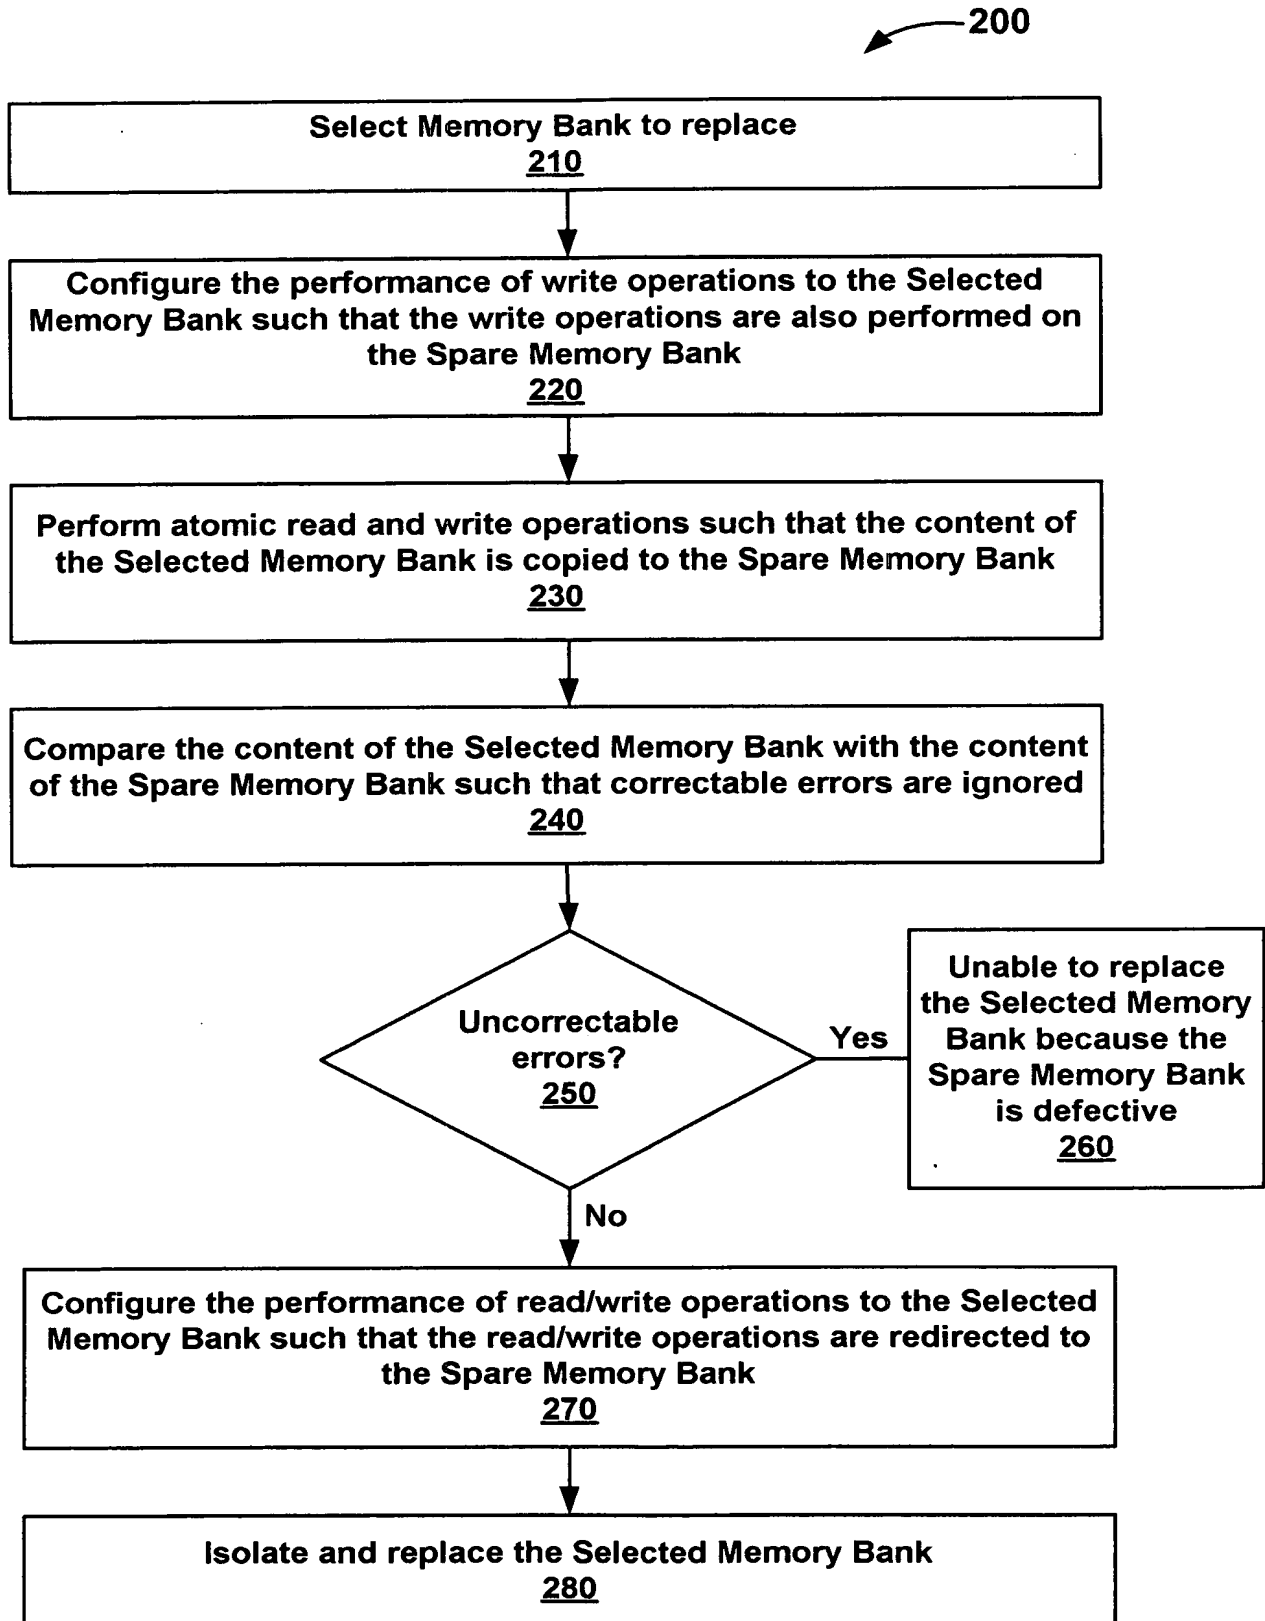 200
Select Memory Bank to replace
210
Configure the performance of write operations to the Selected
Memory Bank such that the write operations are also performed on
the Spare Memory Bank
220
Perform atomic read and write operations such that the content of
the Selected Memory Bank is copied to the Spare Memory Bank
230
Compare the content of the Selected Memory Bank with the content
of the Spare Memory Bank such that correctable errors are ignored
240
Uncorrectable
errors?
250
Yes
Unable to replace
the Selected Memory
Bank because the
Spare Memory Bank
is defective
260
No
Configure the performance of read/write operations to the Selected
Memory Bank such that the read/write operations are redirected to
the Spare Memory Bank
270
Isolate and replace the Selected Memory Bank
280